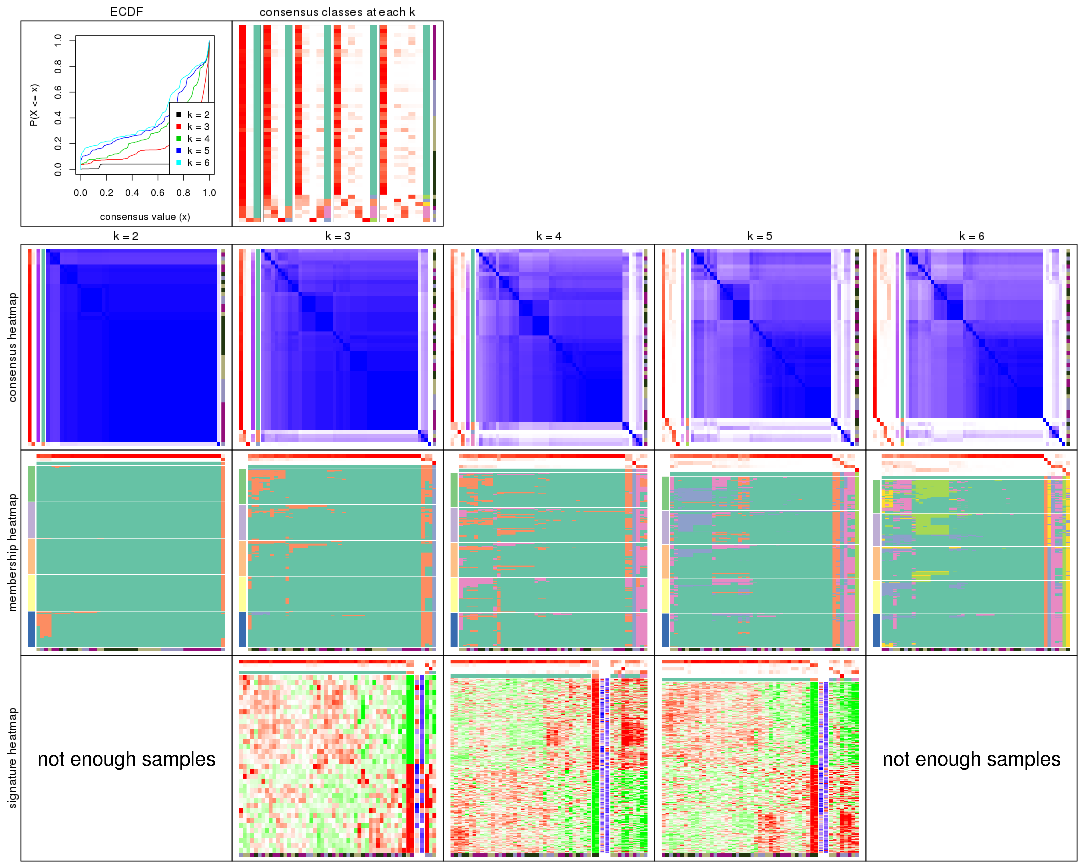 ECDF
consensus classes at each k
P(X <= x)
0.0 0.2 0.4 0.6 0.8 1.0
k = 2
k = 3
k = 4
k = 5
k = 6
0.0 0.2 0.4 0.6 0.8 1.0
consensus value (x)
k = 2
k = 3
k = 4
k = 5
k = 6
consensus heatmap
membership heatmap
signature heatmap
not enough samples
not enough samples